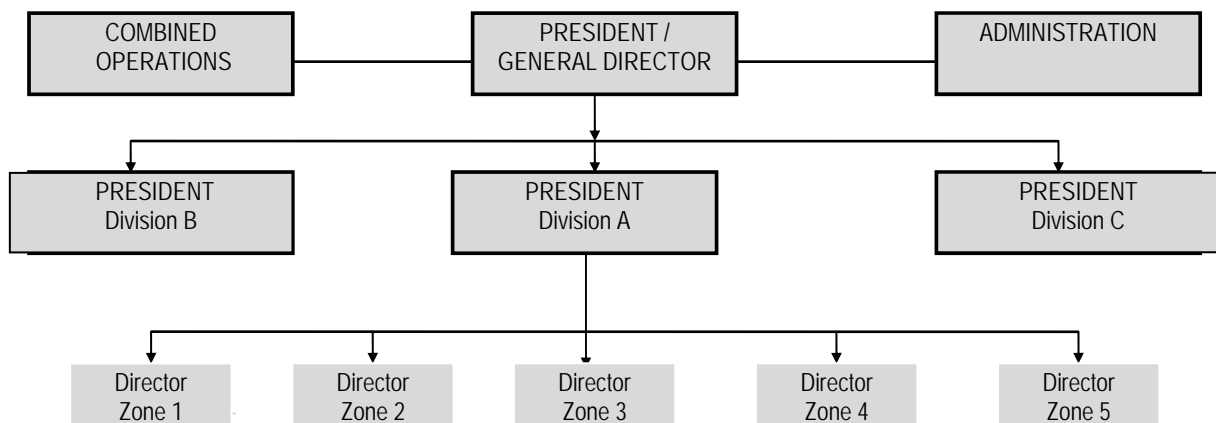 COMBINED
OPERATIONS
PRESIDENT /
GENERAL DIRECTOR
ADMINISTRATION
PRESIDENT
Division B
PRESIDENT
Division A
PRESIDENT
Division C
Director
Zone 1
Director
Zone 2
Director
Zone 3
Director
Zone 4
Director
Zone 5